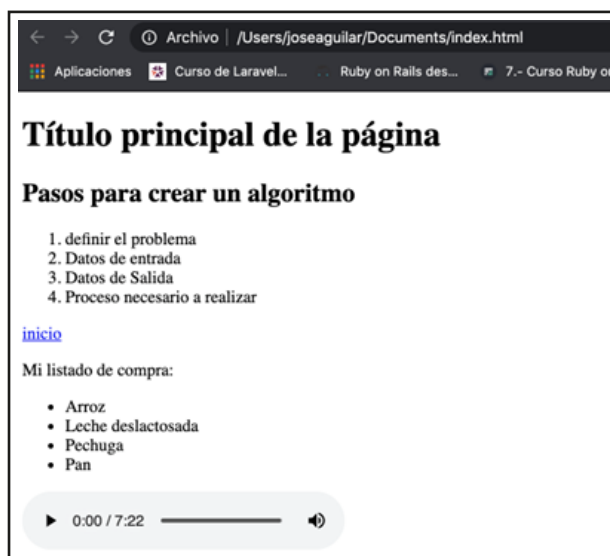 Archivo | /Users/joseaguilar/Documents/index.html
Aplicaciones Curso de Laravel... Ruby on Rails des... 7.- Curso Ruby on
Título principal de la página
Pasos para crear un algoritmo
1. definir el problema
2. Datos de entrada
3. Datos de Salida
4. Proceso necesario a realizar
inicio
Mi listado de compra:
• Arroz
• Leche deslactosada
• Pechuga
• Pan
0:00 / 7:22